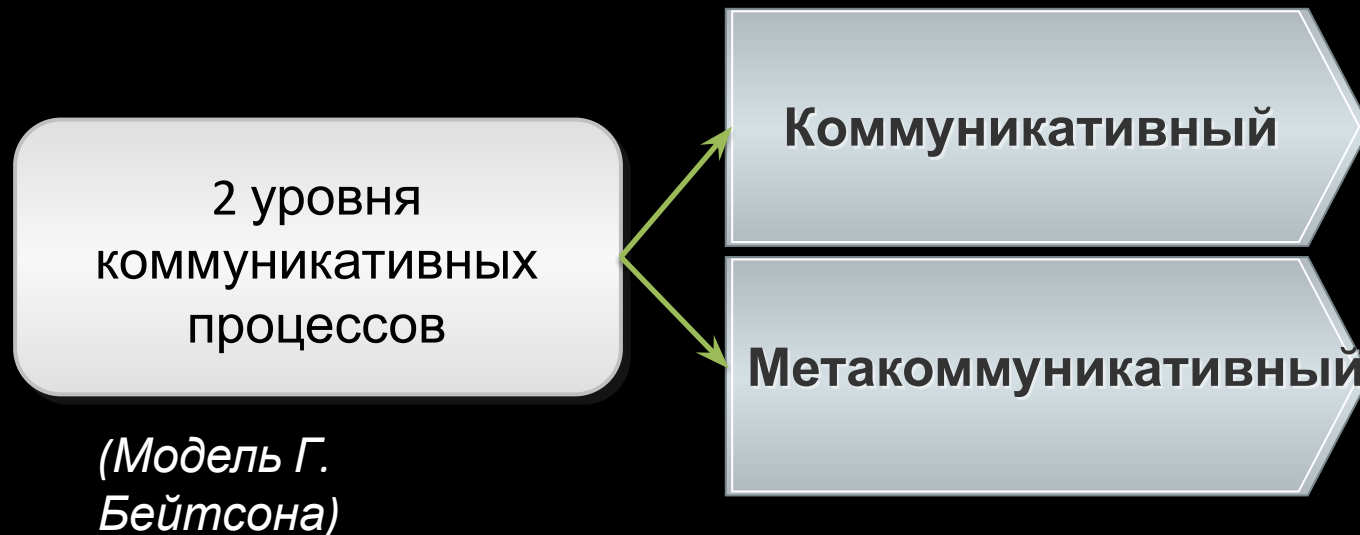 2 уровня
коммуникативных
процессов
(Модель Г.
Бейтсона)
Коммуникативный
Метакоммуникативный